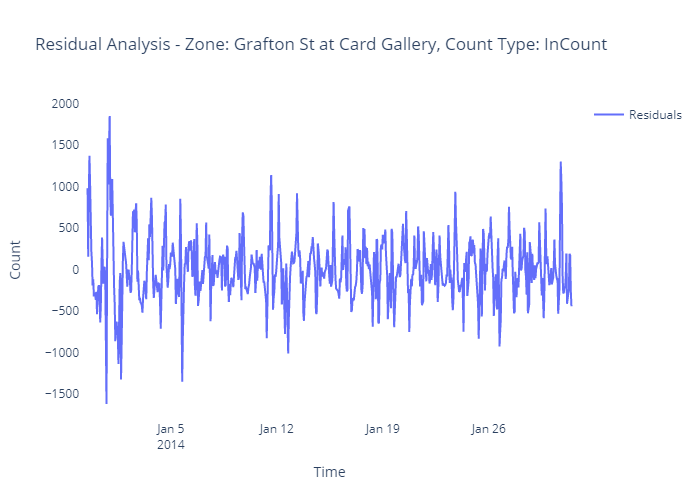 Residual Analysis - Zone: Grafton St at Card Gallery, Count Type: InCount
2000
1500
1000
500
0
−500
−1000
−1500
Count
Jan 5
2014
Jan 12
Jan 19
Jan 26
Time
Residuals